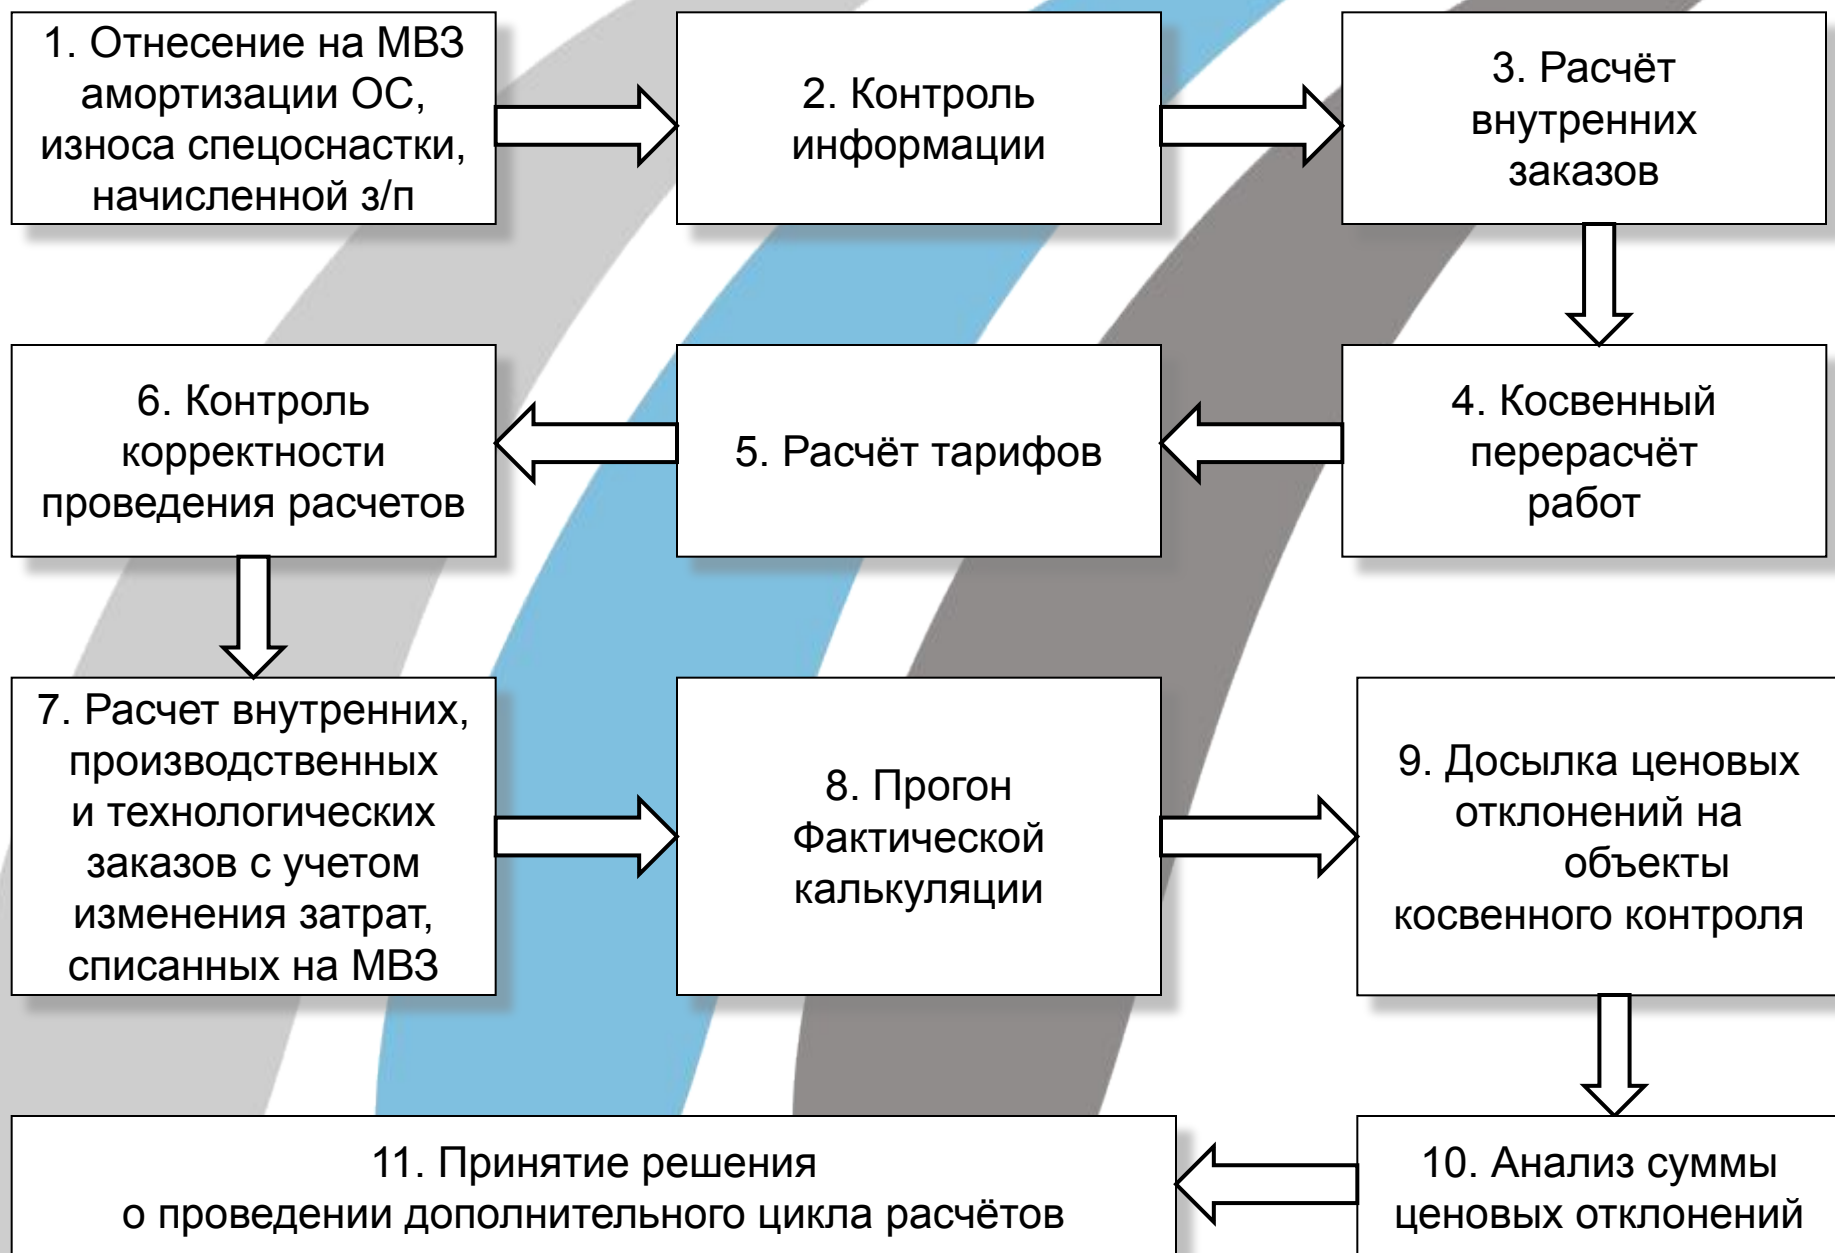 1. Отнесение на МВЗ
амортизации ОС,
износа спецоснастки,
начисленной з/п
2. Контроль
информации
3. Расчёт
внутренних
заказов
4. Косвенный
перерасчёт
работ
5. Расчёт тарифов
6. Контроль
корректности
проведения расчетов
7. Расчет внутренних,
производственных
и технологических
заказов с учетом
изменения затрат,
списанных на МВЗ
8. Прогон
Фактической
калькуляции
9. Досылка ценовых
отклонений на
объекты
косвенного контроля
10. Анализ суммы
ценовых отклонений
11. Принятие решения
о проведении дополнительного цикла расчётов